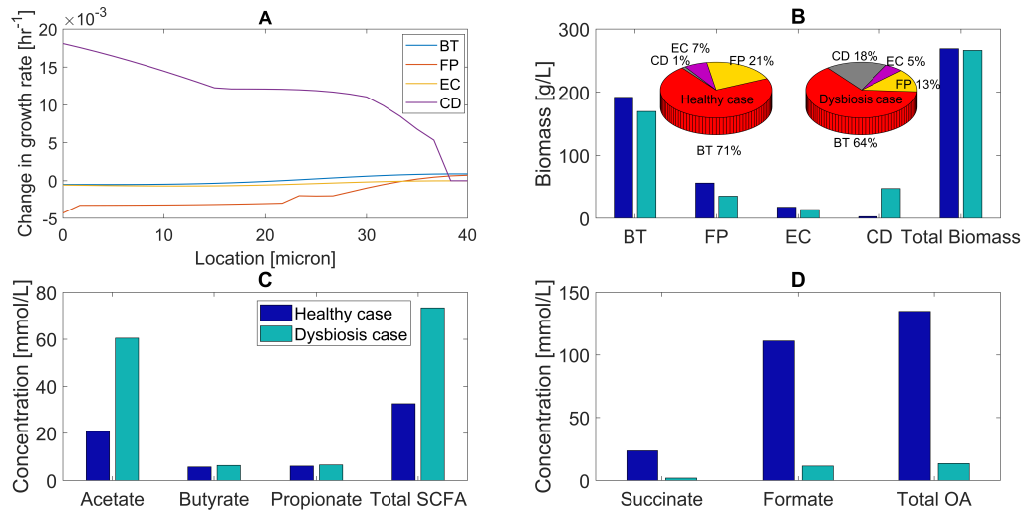 A
×10⁻³
Change in growth rate [hr⁻¹]
20
15
10
5
0
-5
0
10
20
30
40
Location [micron]
BT
FP
EC
CD
B
Biomass [g/L]
300
200
100
0
BT
FP
EC
CD
Total Biomass
EC 7%
CD 1%
FP 21%
Healthy case
BT 71%
CD 18%
EC 5%
FP 13%
Dysbiosis case
BT 64%
C
Concentration [mmol/L]
80
60
40
20
0
Acetate
Butyrate
Propionate
Total SCFA
Healthy case
Dysbiosis case
D
Concentration [mmol/L]
150
100
50
0
Succinate
Formate
Total OA